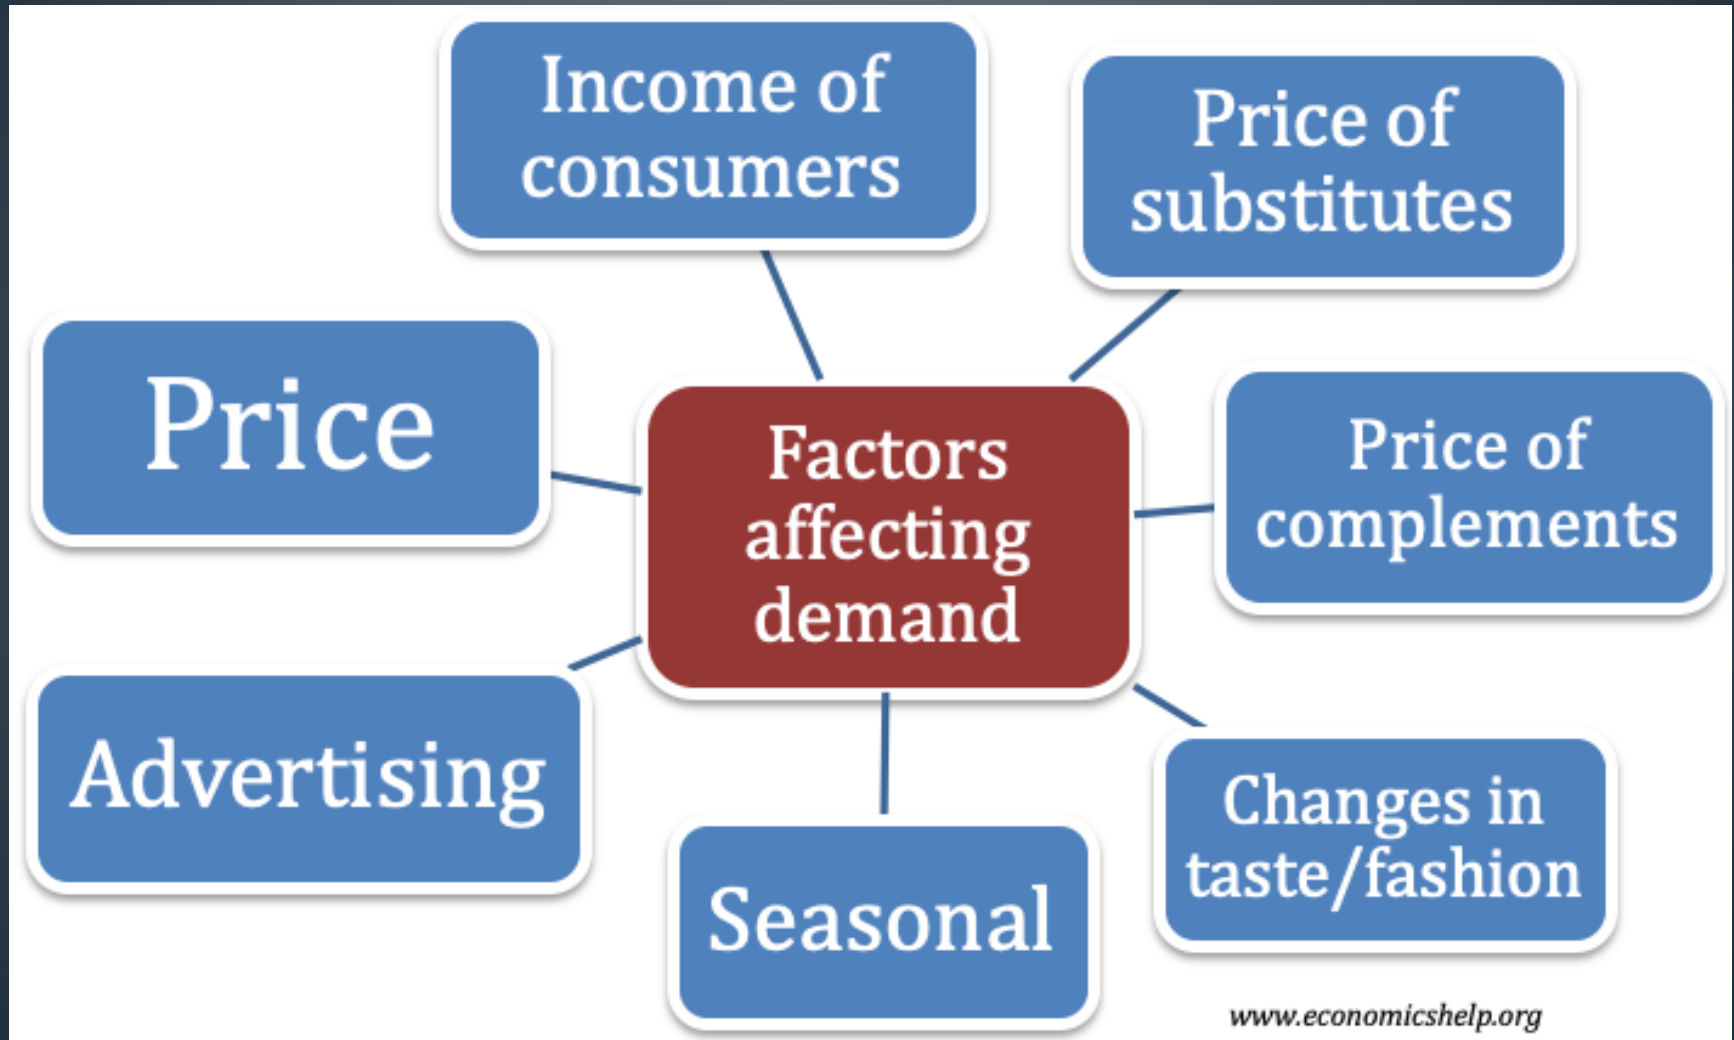 Income of
consumers
Price of
substitutes
Price
Factors
affecting
demand
Price of
complements
Advertising
Seasonal
Changes in
taste/fashion
www.economicshelp.org